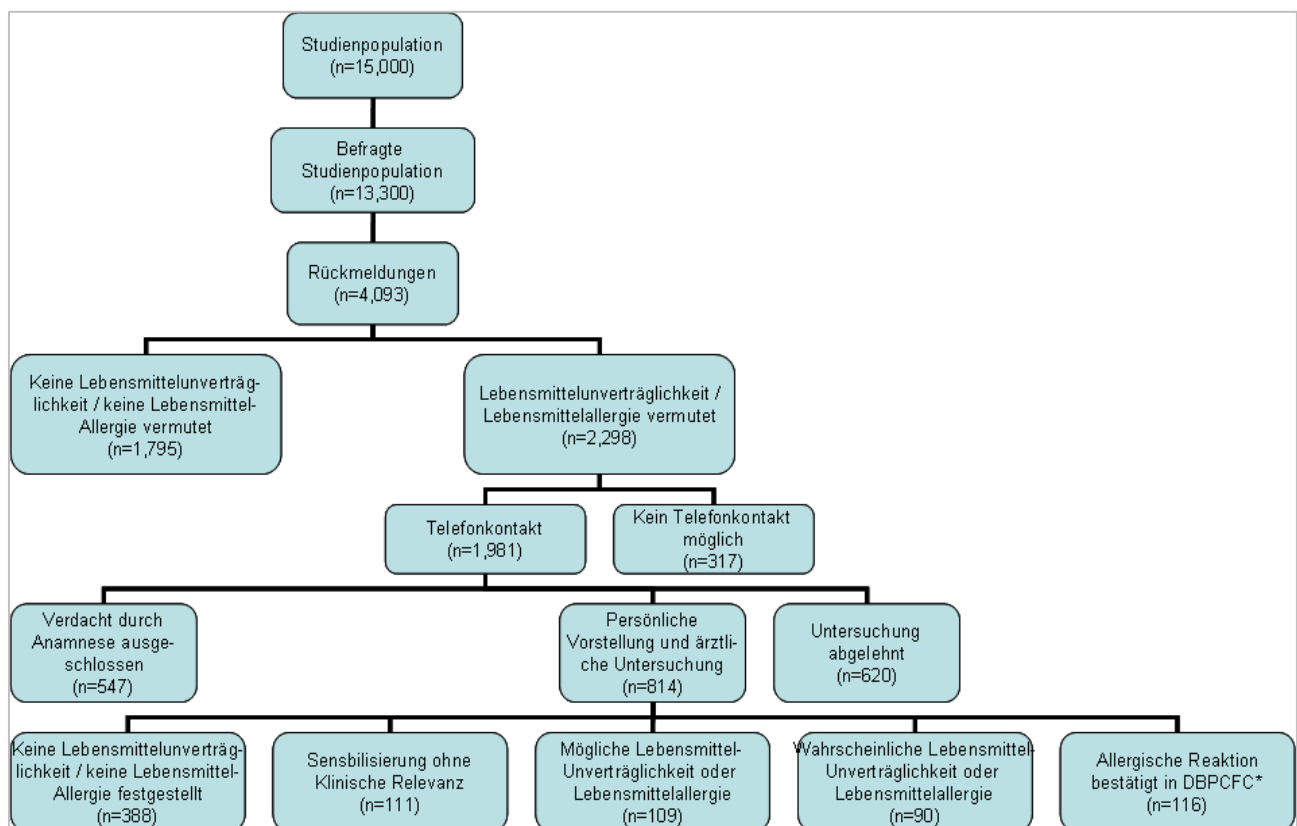 Studienpopulation
(n=15,000)
Befragte
Studienpopulation
(n=13,300)
Rückmeldungen
(n=4,093)
Keine Lebensmittelunverträg-
lichkeit / keine Lebensmittel-
Allergie vermutet
(n=1,795)
Lebensmittelunverträglichkeit /
Lebensmittelallergie vermutet
(n=2,298)
Telefonkontakt
(n=1,981)
Kein Telefonkontakt
möglich
(n=317)
Verdacht durch
Anamnese ausge-
schlossen
(n=547)
Persönliche
Vorstellung und ärztli-
che Untersuchung
(n=814)
Untersuchung
abgelehnt
(n=620)
Keine Lebensmittelunverträg-
lichkeit / keine Lebensmittel-
Allergie festgestellt
(n=388)
Sensibilisierung ohne
Klinische Relevanz
(n=111)
Mögliche Lebensmittel-
Unverträglichkeit oder
Lebensmittelallergie
(n=109)
Wahrscheinliche Lebensmittel-
Unverträglichkeit oder
Lebensmittelallergie
(n=90)
Allergische Reaktion
bestätigt in DBPCFC*
(n=116)